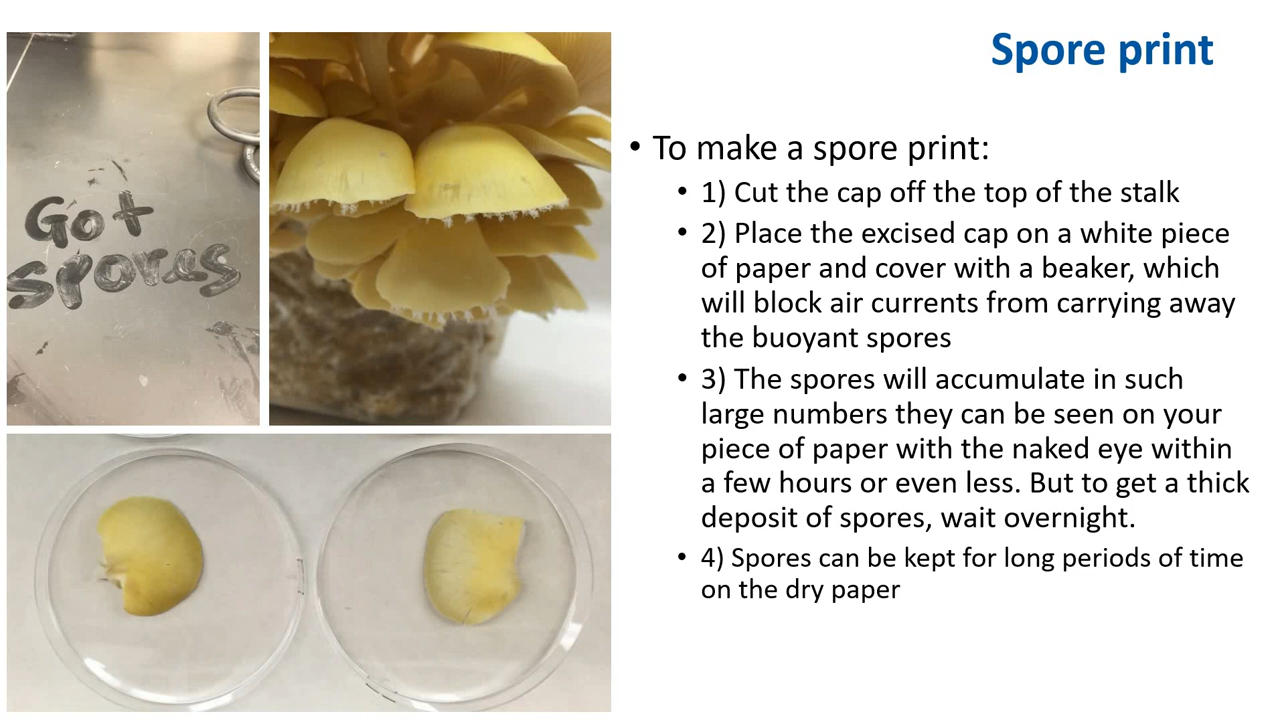 Spore print
Got
spores
• To make a spore print:
• 1) Cut the cap off the top of the stalk
• 2) Place the excised cap on a white piece
of paper and cover with a beaker, which
will block air currents from carrying away
the buoyant spores
• 3) The spores will accumulate in such
large numbers they can be seen on your
piece of paper with the naked eye within
a few hours or even less. But to get a thick
deposit of spores, wait overnight.
• 4) Spores can be kept for long periods of time
on the dry paper